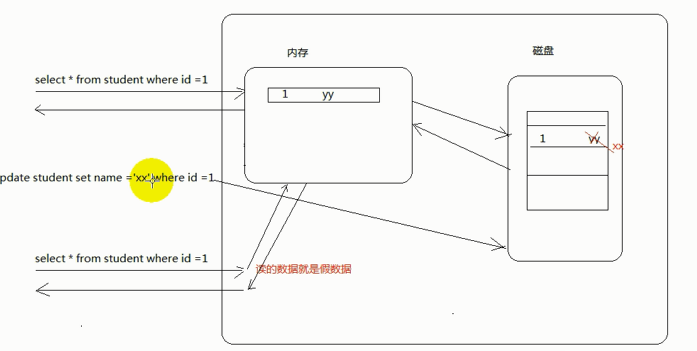 内存
磁盘
select * from student where id =1
1 yy
1 yy xx
pdate student set name ='xx' where id =1
select * from student where id =1
读的数据就是假数据